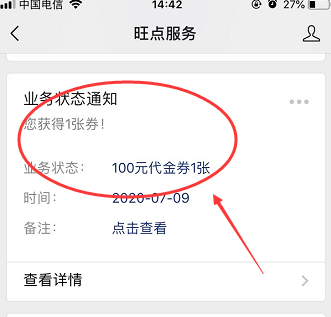 中国电信 14:42 27%
旺点服务
业务状态通知
您获得1张券!
业务状态: 100元代金券1张
时间: 2020-07-09
备注: 点击查看
查看详情